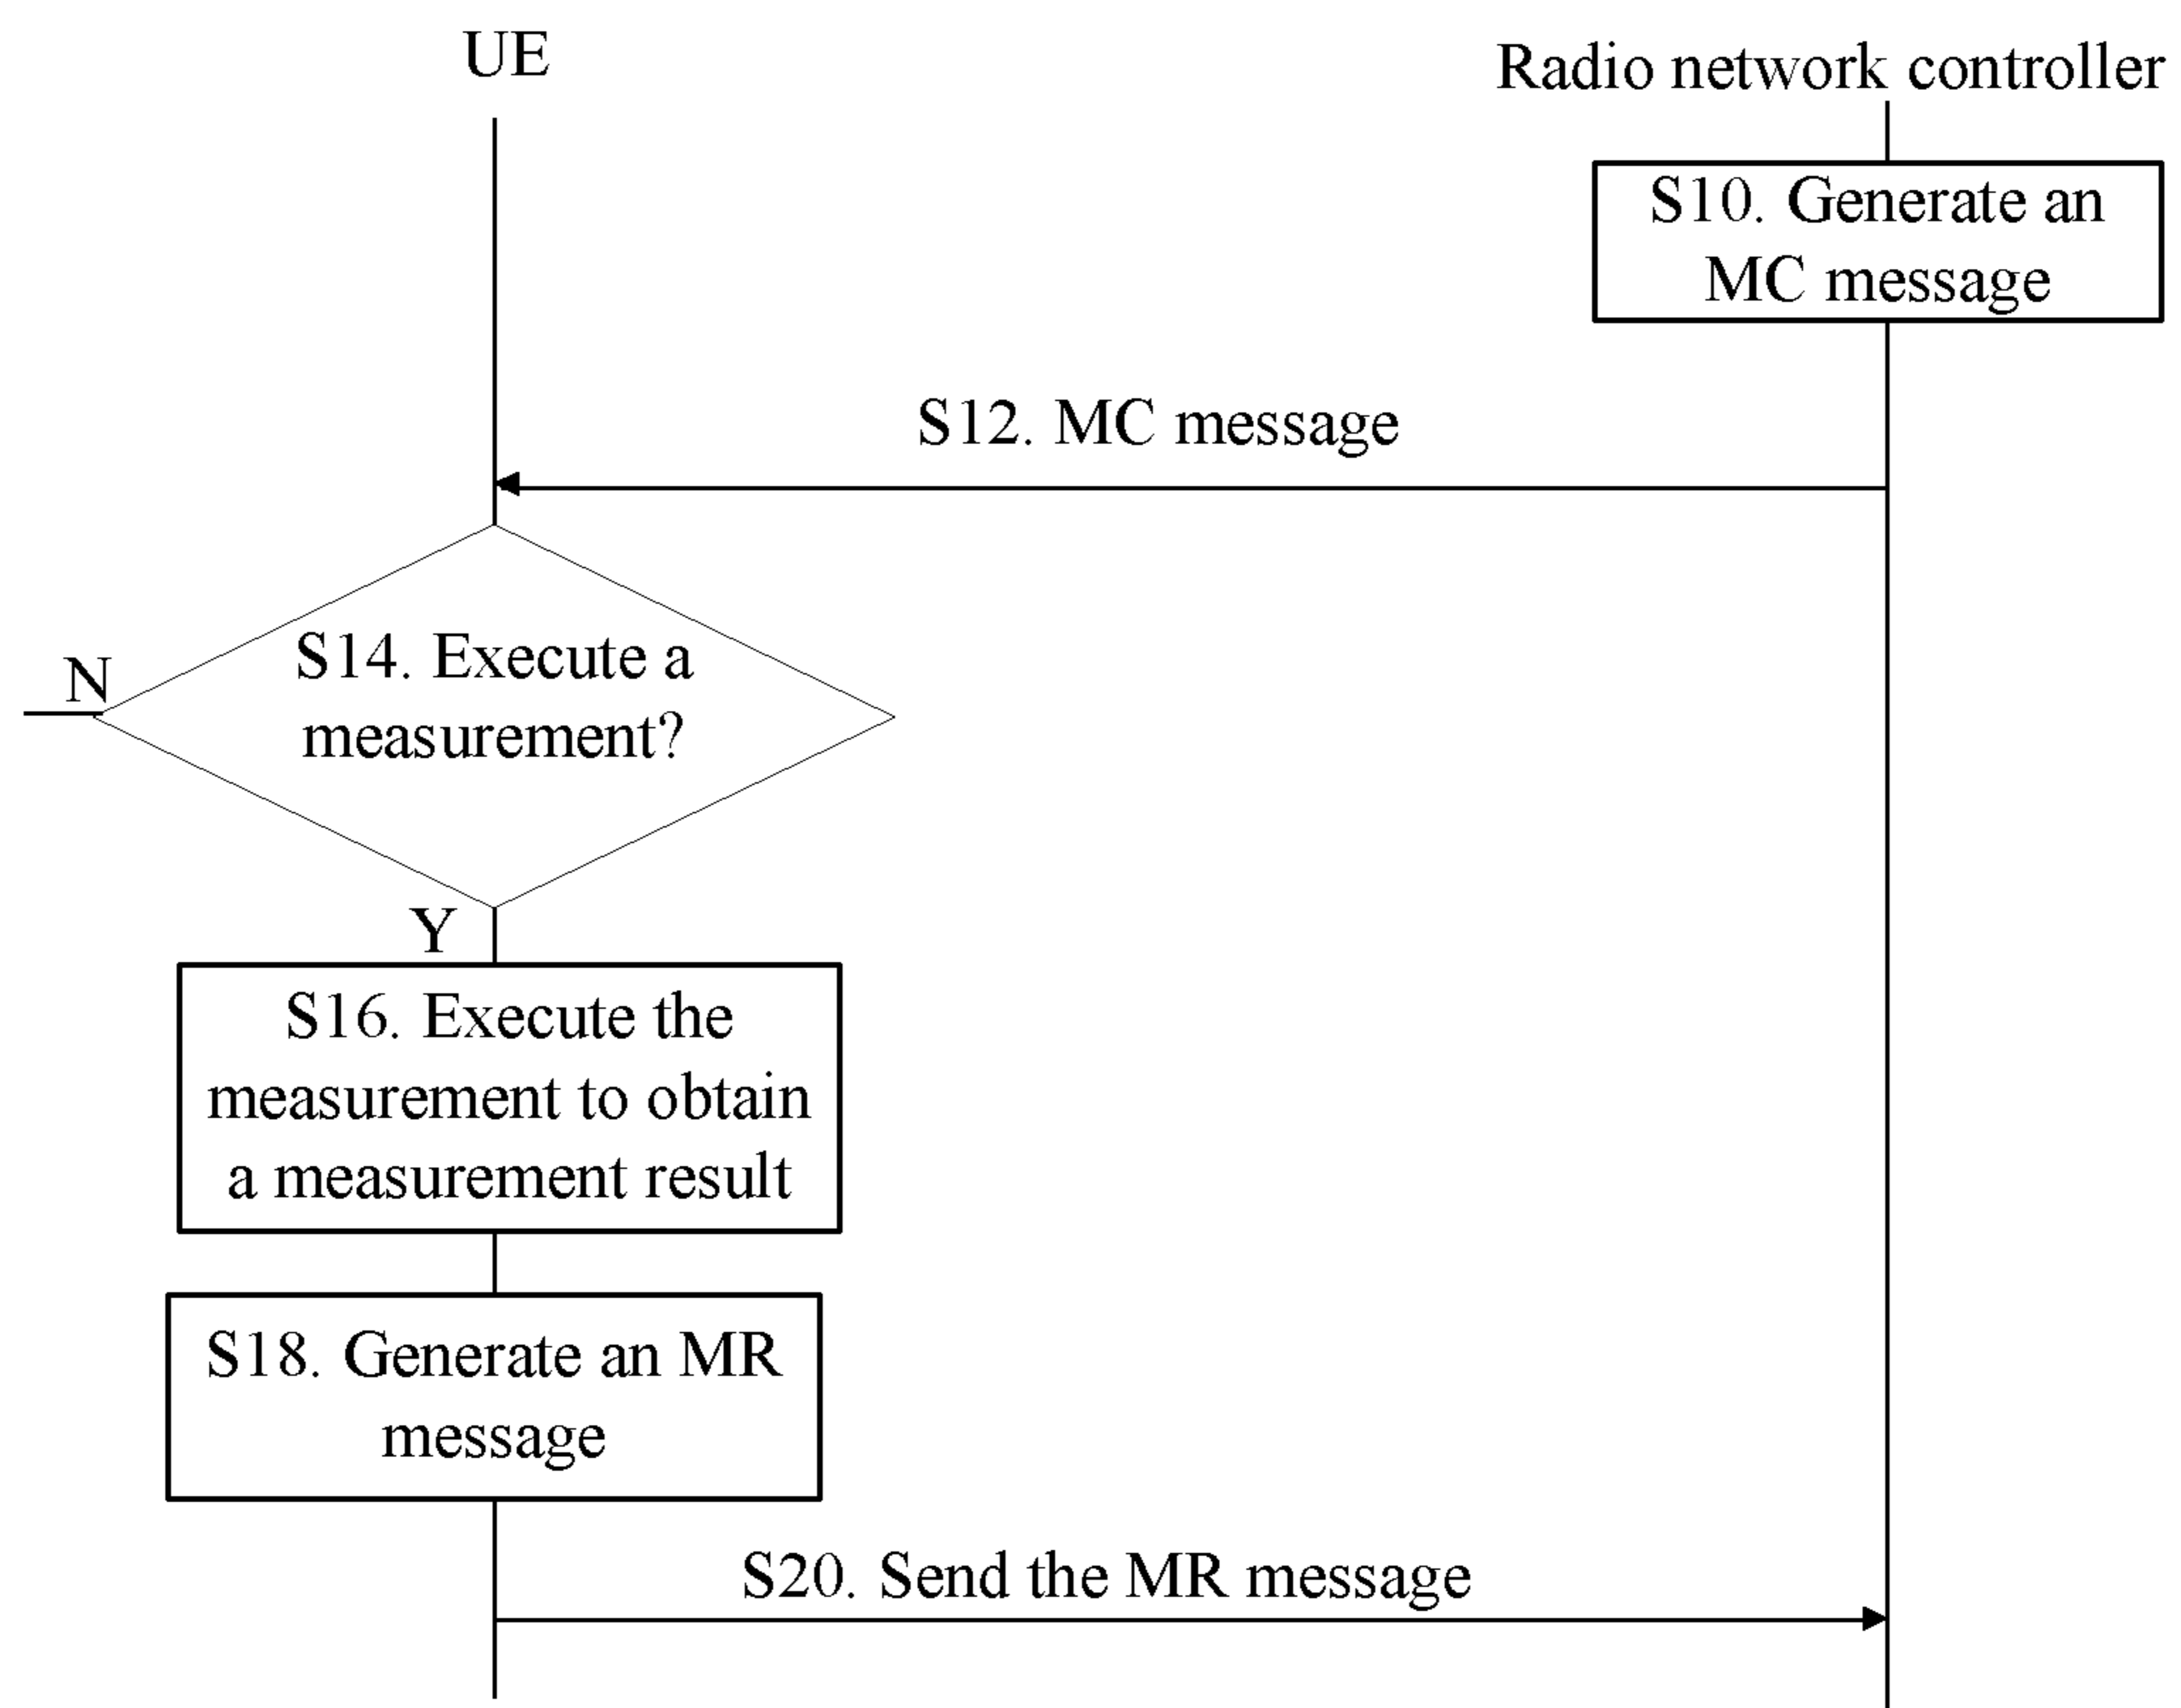 UE
Radio network controller
S10. Generate an
MC message
S12. MC message
S14. Execute a
measurement?
N
Y
S16. Execute the
measurement to obtain
a measurement result
S18. Generate an MR
message
S20. Send the MR message